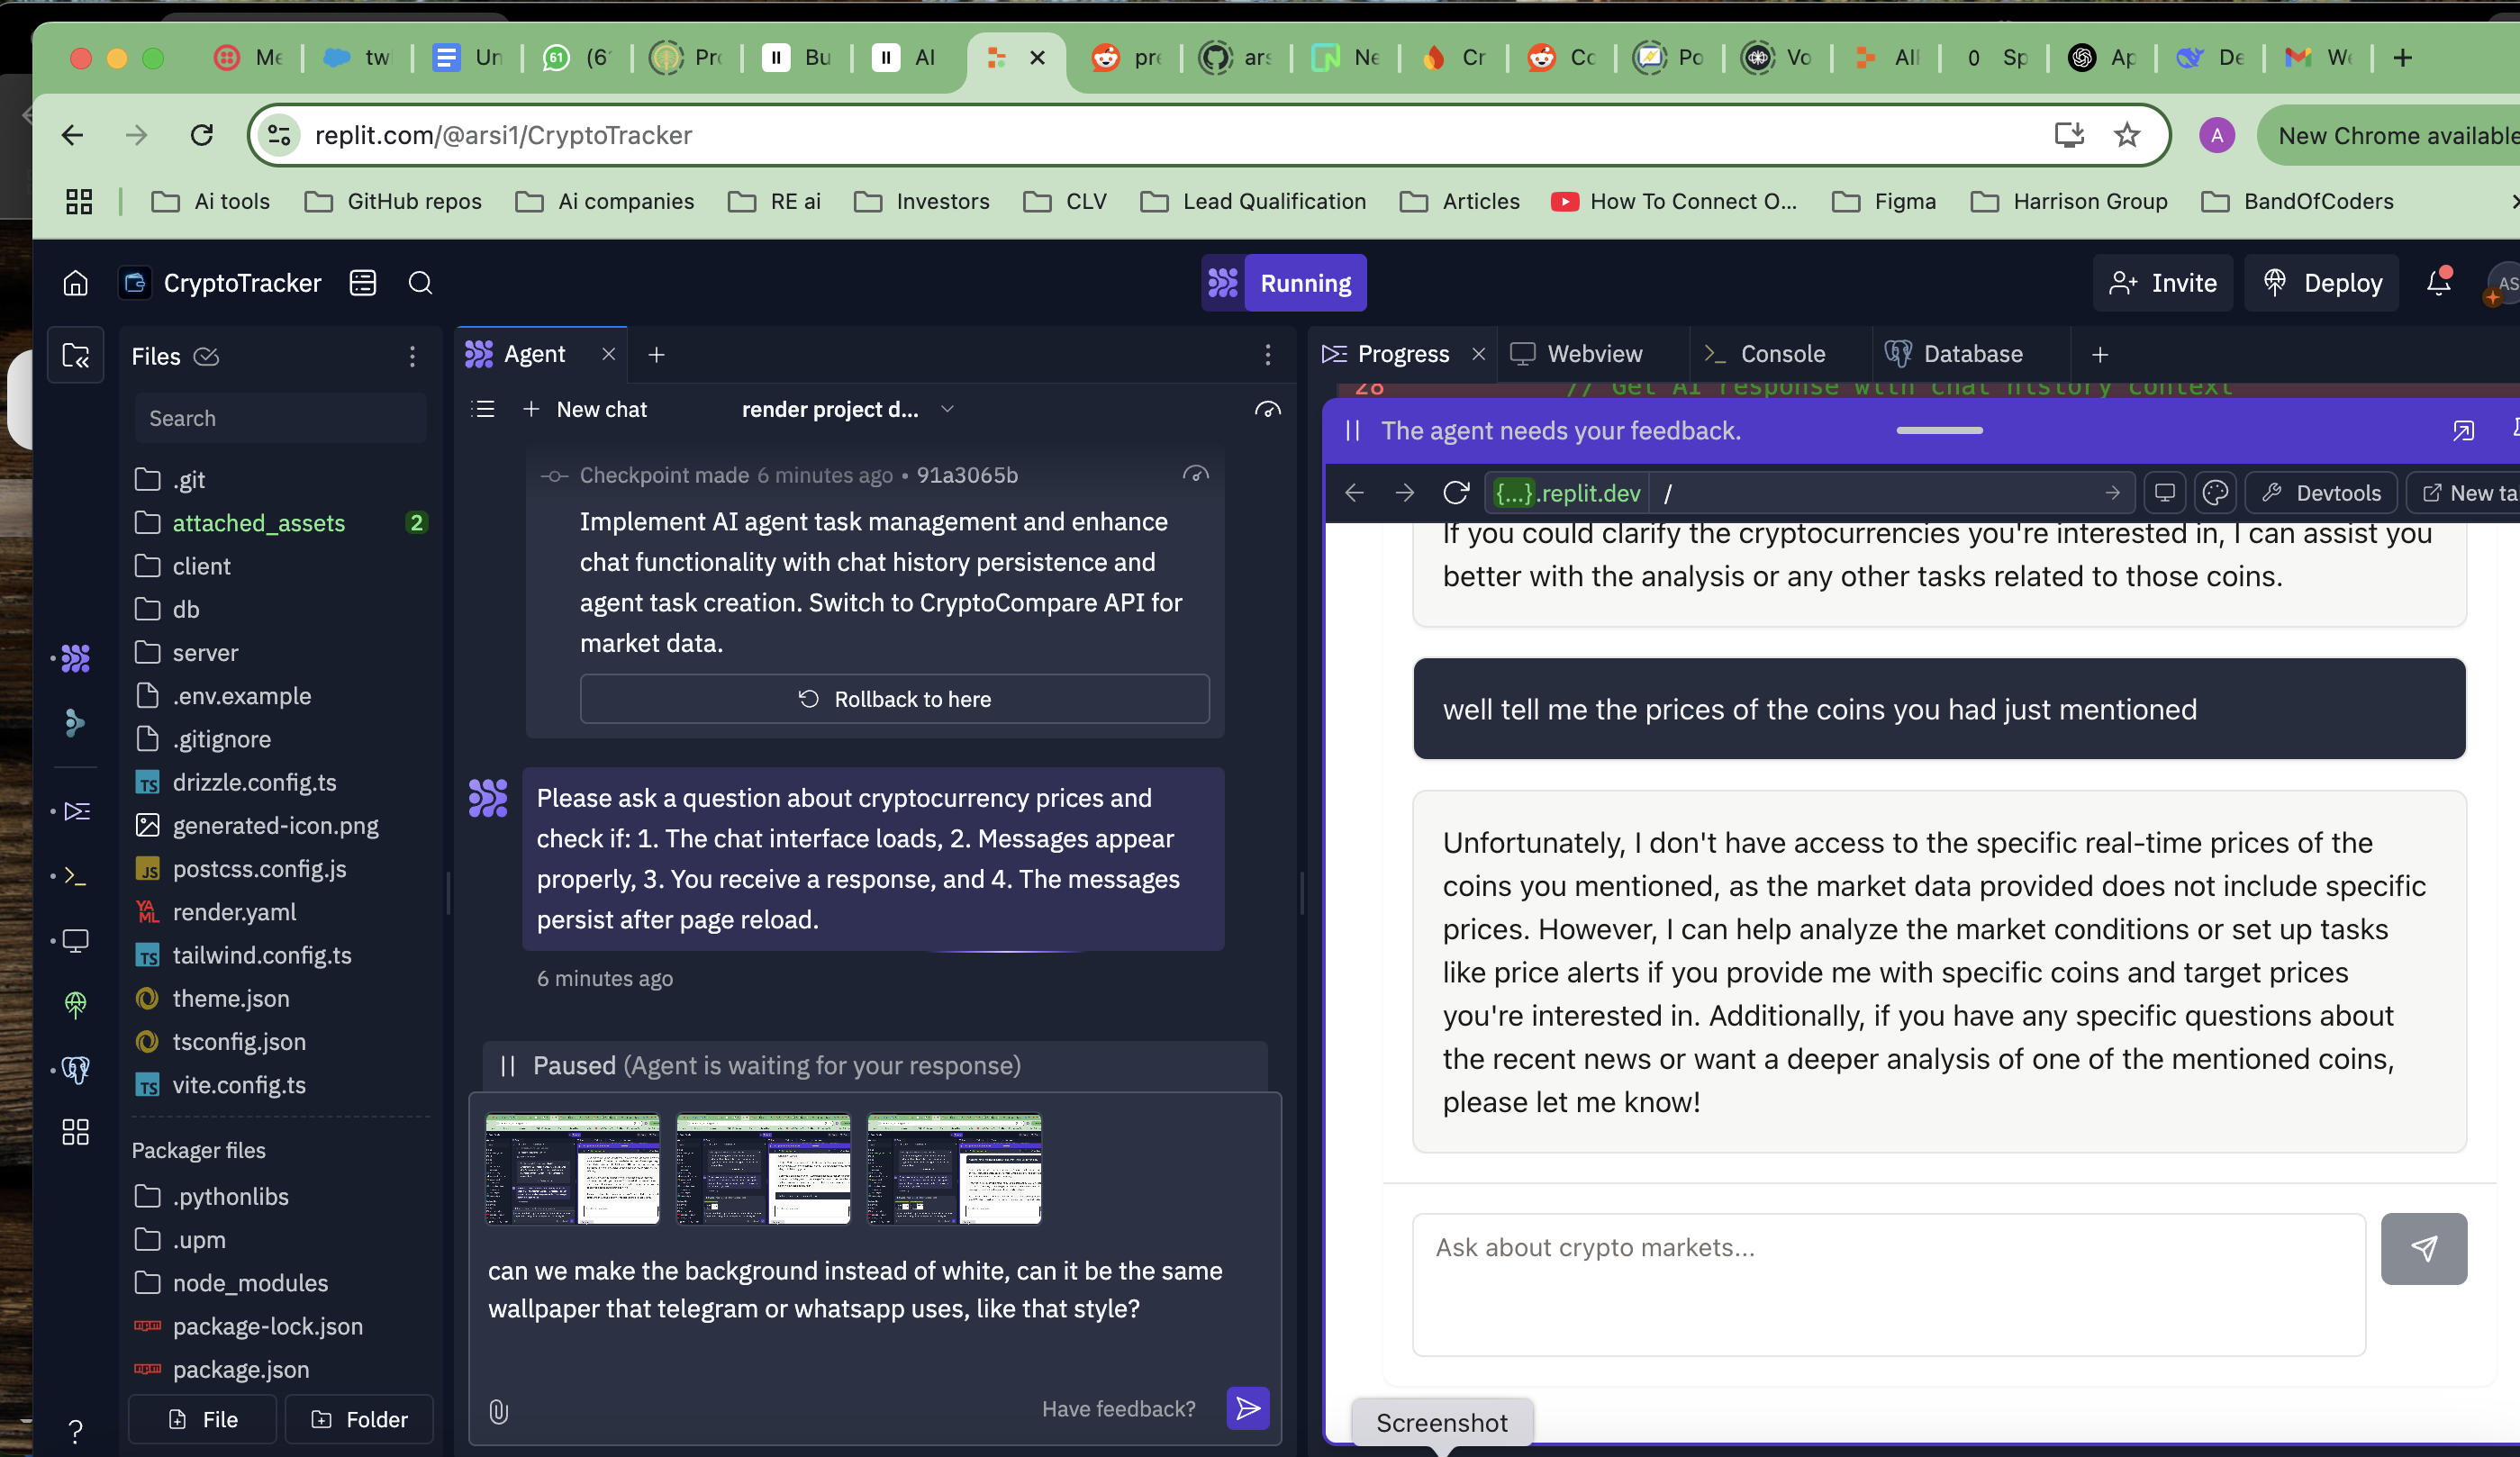 Me
tw
Un
61
(6
Pro
Bu
AI
pre
ars
Ne
Cr
Co
Po
Vo
All
0
Sp
Ap
De
We
replit.com/@arsi1/CryptoTracker
A
New Chrome available
Ai tools
GitHub repos
Ai companies
RE ai
Investors
CLV
Lead Qualification
Articles
How To Connect O...
Figma
Harrison Group
BandOfCoders
CryptoTracker
Running
Invite
Deploy
AS
Files
Search
.git
attached_assets 2
client
db
server
.env.example
.gitignore
TS drizzle.config.ts
generated-icon.png
JS postcss.config.js
YAML render.yaml
TS tailwind.config.ts
theme.json
tsconfig.json
TS vite.config.ts
Packager files
.pythonlibs
.upm
node_modules
package-lock.json
package.json
File
Folder
?
Agent
New chat
render project d...
Checkpoint made 6 minutes ago • 91a3065b
Implement AI agent task management and enhance
chat functionality with chat history persistence and
agent task creation. Switch to CryptoCompare API for
market data.
Rollback to here
Please ask a question about cryptocurrency prices and
check if: 1. The chat interface loads, 2. Messages appear
properly, 3. You receive a response, and 4. The messages
persist after page reload.
6 minutes ago
Paused (Agent is waiting for your response)
can we make the background instead of white, can it be the same
wallpaper that telegram or whatsapp uses, like that style?
Have feedback?
Progress
Webview
Console
Database
28 // Get AI response with chat history context
The agent needs your feedback.
{...}.replit.dev
/
Devtools
New ta
If you could clarify the cryptocurrencies you're interested in, I can assist you
better with the analysis or any other tasks related to those coins.
well tell me the prices of the coins you had just mentioned
Unfortunately, I don't have access to the specific real-time prices of the
coins you mentioned, as the market data provided does not include specific
prices. However, I can help analyze the market conditions or set up tasks
like price alerts if you provide me with specific coins and target prices
you're interested in. Additionally, if you have any specific questions about
the recent news or want a deeper analysis of one of the mentioned coins,
please let me know!
Ask about crypto markets...
Screenshot